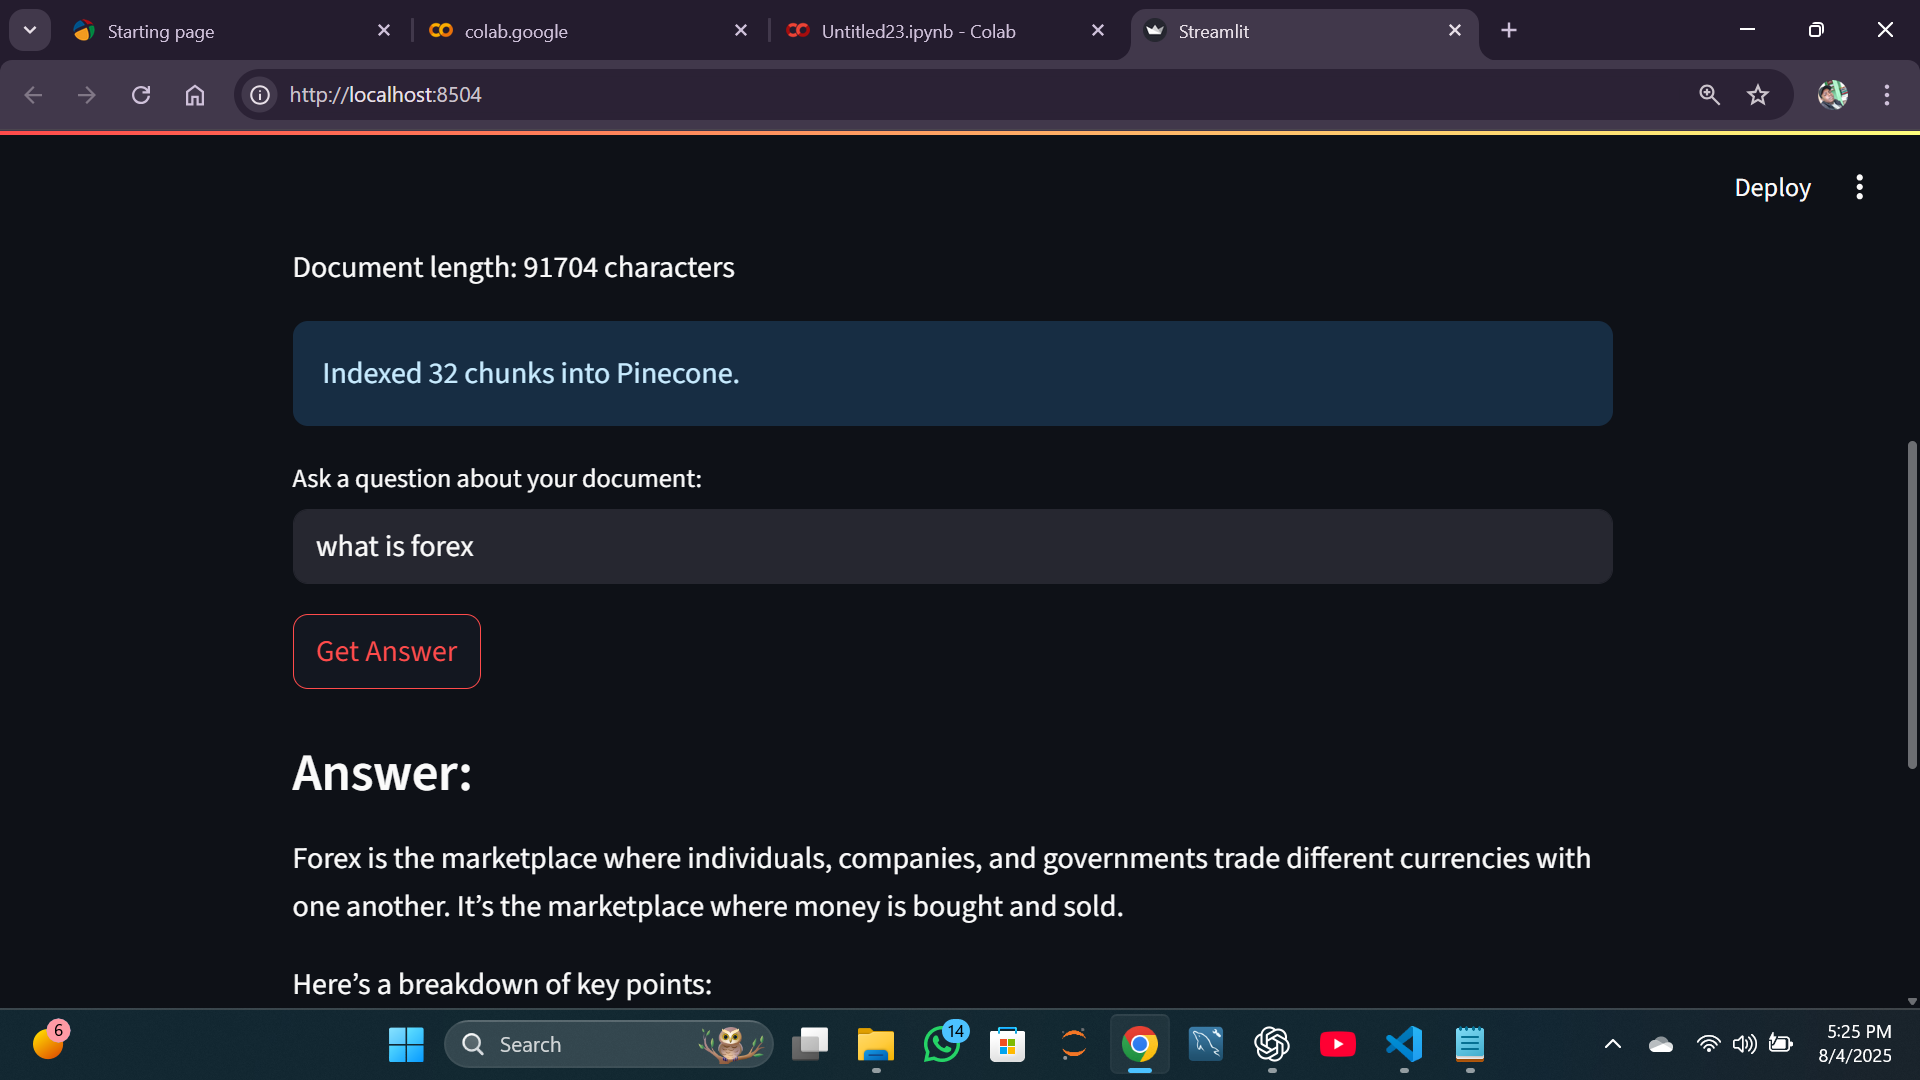 Starting page
colab.google
Untitled23.ipynb - Colab
Streamlit
http://localhost:8504
Deploy
Document length: 91704 characters
Indexed 32 chunks into Pinecone.
Ask a question about your document:
what is forex
Get Answer
Answer:
Forex is the marketplace where individuals, companies, and governments trade different currencies with
one another. It’s the marketplace where money is bought and sold.
Here’s a breakdown of key points:
6
Search
14
5:25 PM
8/4/2025